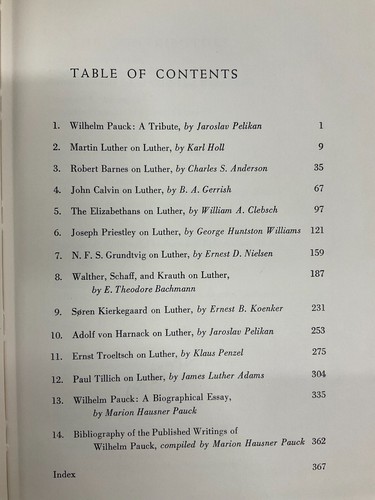 TABLE OF CONTENTS
1. Wilhelm Pauck: A Tribute, by Jaroslav Pelikan 1
2. Martin Luther on Luther, by Karl Holl 9
3. Robert Barnes on Luther, by Charles S. Anderson 35
4. John Calvin on Luther, by B. A. Gerrish 67
5. The Elizabethans on Luther, by William A. Clebsch 97
6. Joseph Priestley on Luther, by George Huntston Williams 121
7. N. F. S. Grundtvig on Luther, by Ernest D. Nielsen 159
8. Walther, Schaff, and Krauth on Luther, 187
by E. Theodore Bachmann
9. Søren Kierkegaard on Luther, by Ernest B. Koenker 231
10. Adolf von Harnack on Luther, by Jaroslav Pelikan 253
11. Ernst Troeltsch on Luther, by Klaus Penzel 275
12. Paul Tillich on Luther, by James Luther Adams 304
13. Wilhelm Pauck: A Biographical Essay, 335
by Marion Hausner Pauck
14. Bibliography of the Published Writings of
Wilhelm Pauck, compiled by Marion Hausner Pauck 362
Index 367